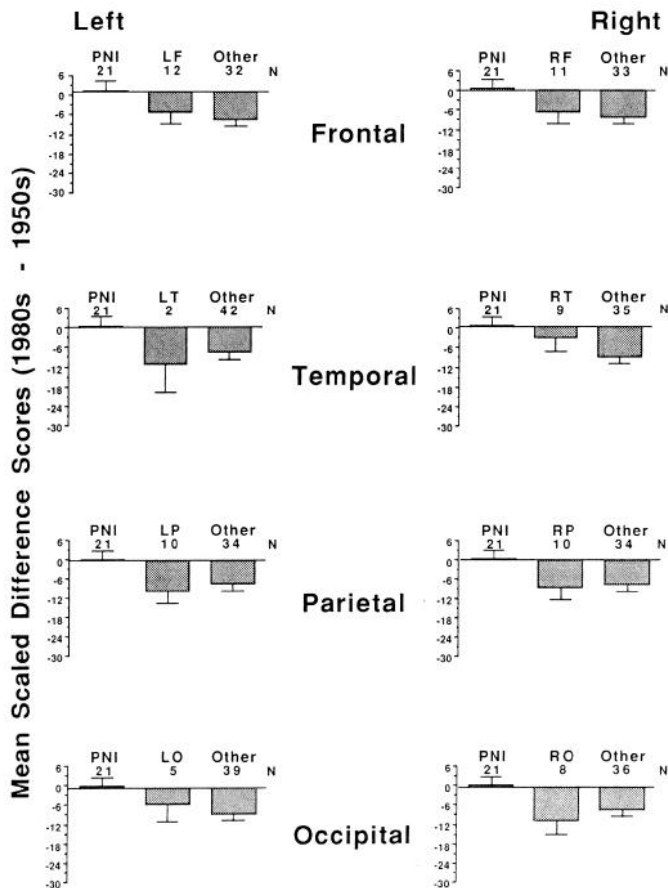 Left Right
Mean Scaled Difference Scores (1980s - 1950s)
PNI LF Other
21 12 32 N
6
0
-6
-12
-18
-24
-30
Frontal
PNI RF Other
21 11 33 N
6
0
-6
-12
-18
-24
-30
PNI LT Other
21 2 42 N
6
0
-6
-12
-18
-24
-30
Temporal
PNI RT Other
21 9 35 N
6
0
-6
-12
-18
-24
-30
PNI LP Other
21 10 34 N
6
0
-6
-12
-18
-24
-30
Parietal
PNI RP Other
21 10 34 N
6
0
-6
-12
-18
-24
-30
PNI LO Other
21 5 39 N
6
0
-6
-12
-18
-24
-30
Occipital
PNI RO Other
21 8 36 N
6
0
-6
-12
-18
-24
-30